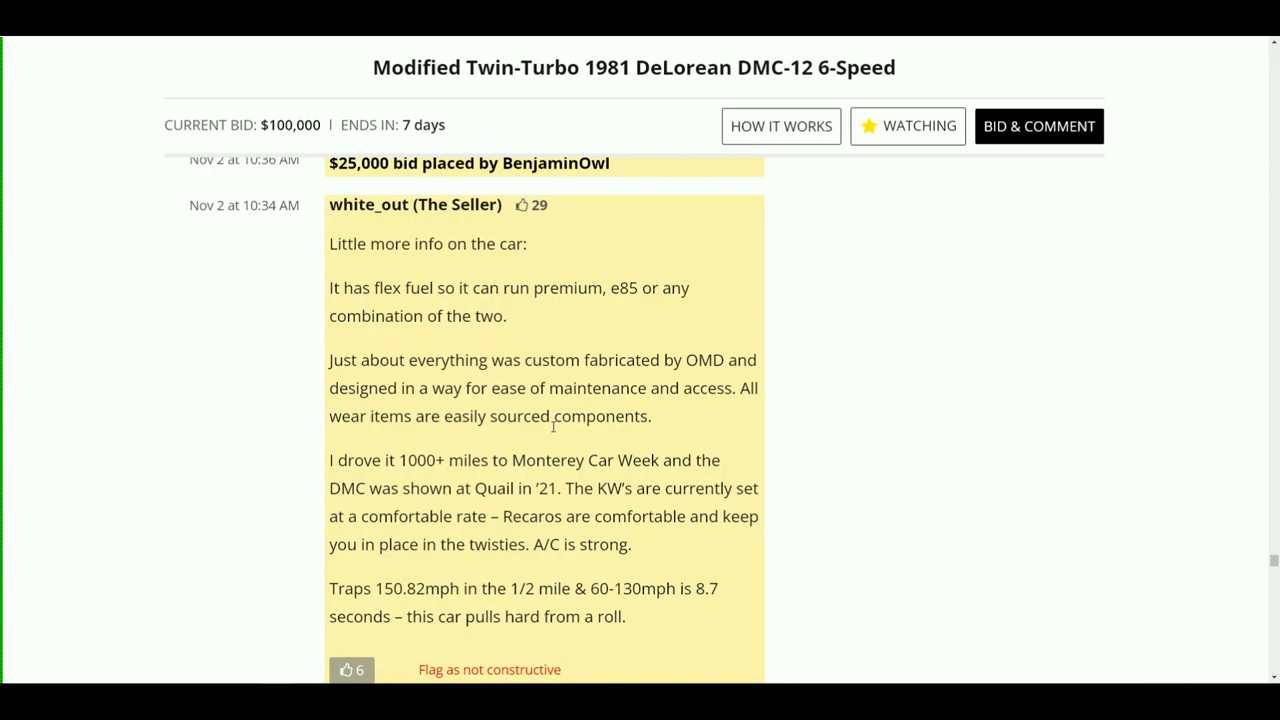 Modified Twin-Turbo 1981 DeLorean DMC-12 6-Speed
CURRENT BID: $100,000 | ENDS IN: 7 days
HOW IT WORKS
WATCHING
BID & COMMENT
Nov 2 at 10:36 AM
$25,000 bid placed by BenjaminOwl
Nov 2 at 10:34 AM
white_out (The Seller) 29
Little more info on the car:
It has flex fuel so it can run premium, e85 or any
combination of the two.
Just about everything was custom fabricated by OMD and
designed in a way for ease of maintenance and access. All
wear items are easily sourced components.
I drove it 1000+ miles to Monterey Car Week and the
DMC was shown at Quail in ’21. The KW’s are currently set
at a comfortable rate – Recaros are comfortable and keep
you in place in the twisties. A/C is strong.
Traps 150.82mph in the 1/2 mile & 60-130mph is 8.7
seconds – this car pulls hard from a roll.
6
Flag as not constructive